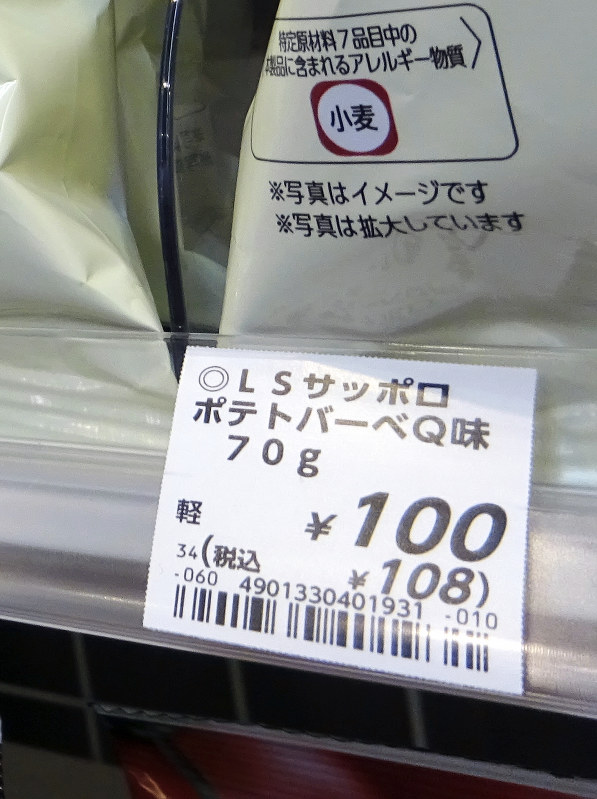 特定原材料7品目中の
本製品に含まれるアレルギー物質
小麦
※写真はイメージです
※写真は拡大しています
◎LSサッポロ
ポテトバーベQ味
70g
軽 ¥100
34(税込 ¥108)
-060 4901330401931 -010